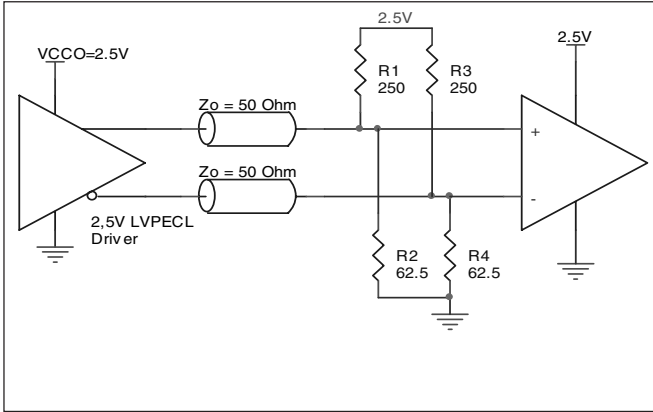 2.5V
2.5V
VCCO=2.5V
R1
250
R3
250
Zo = 50 Ohm
+
Zo = 50 Ohm
-
2,5V LVPECL
Driver
R2
62.5
R4
62.5